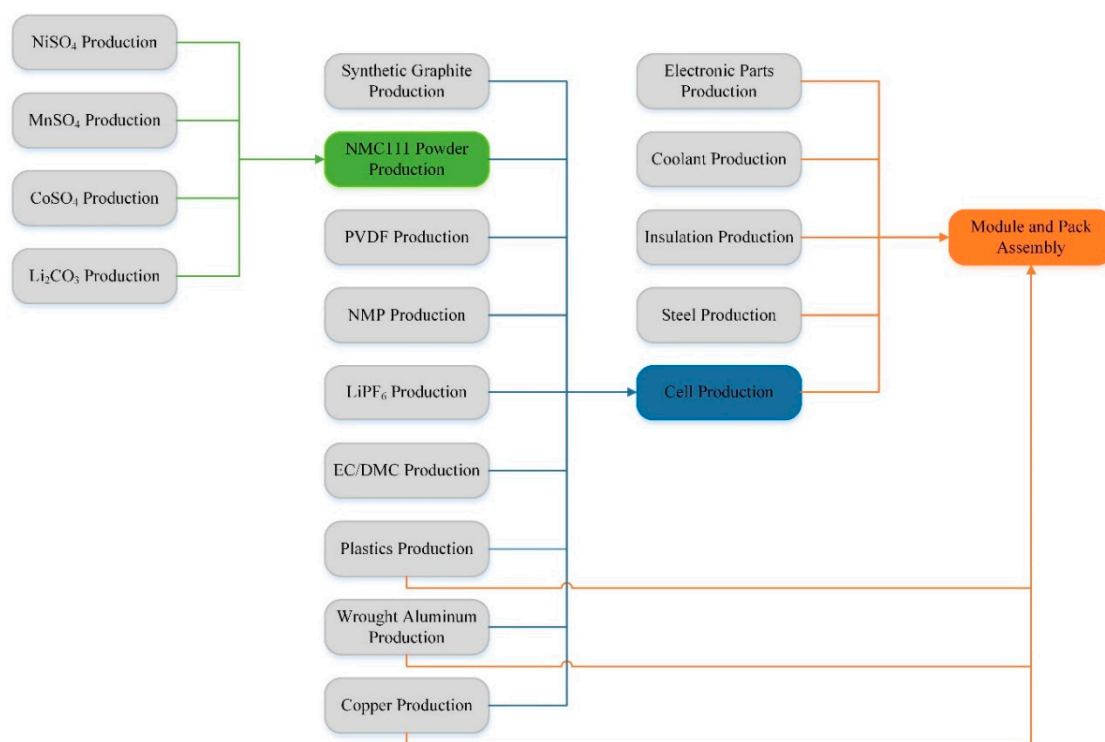 NiSO₄ Production
MnSO₄ Production
CoSO₄ Production
Li₂CO₃ Production
Synthetic Graphite
Production
NMC111 Powder
Production
PVDF Production
NMP Production
LiPF₆ Production
EC/DMC Production
Plastics Production
Wrought Aluminum
Production
Copper Production
Electronic Parts
Production
Coolant Production
Insulation Production
Steel Production
Cell Production
Module and Pack
Assembly